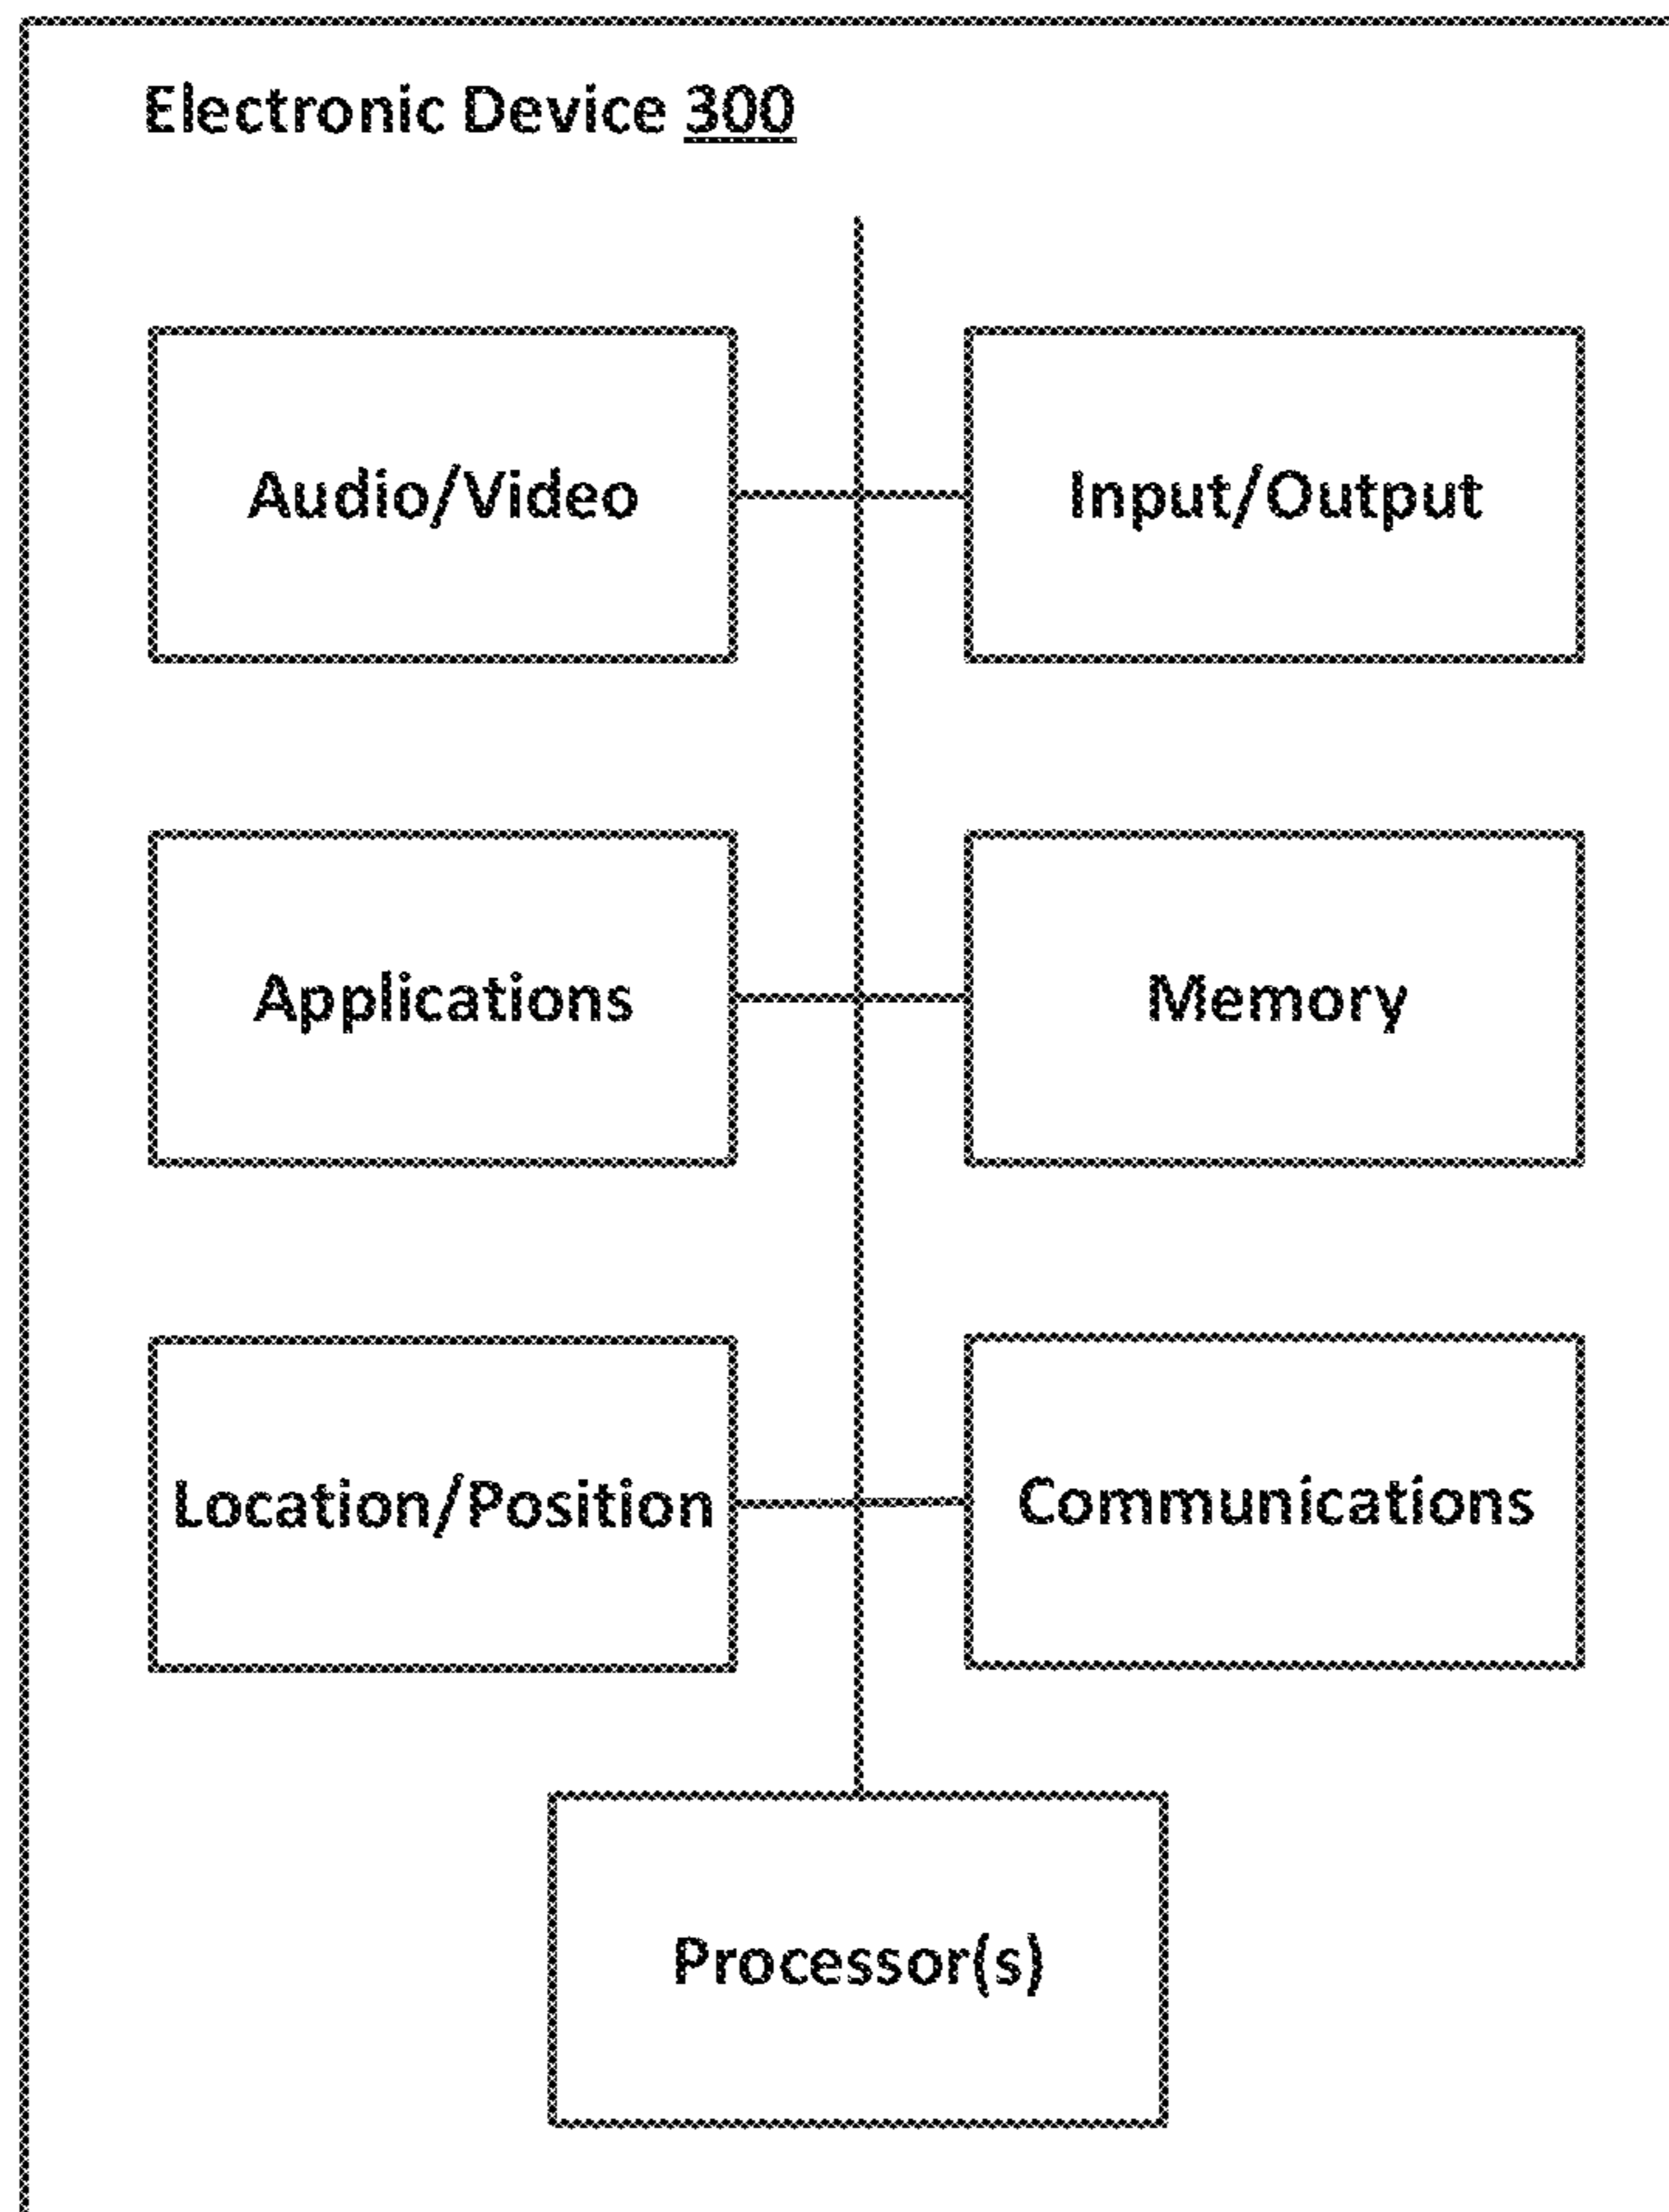 Electronic Device 300
Audio/Video
Input/Output
Applications
Memory
Location/Position
Communications
Processor(s)